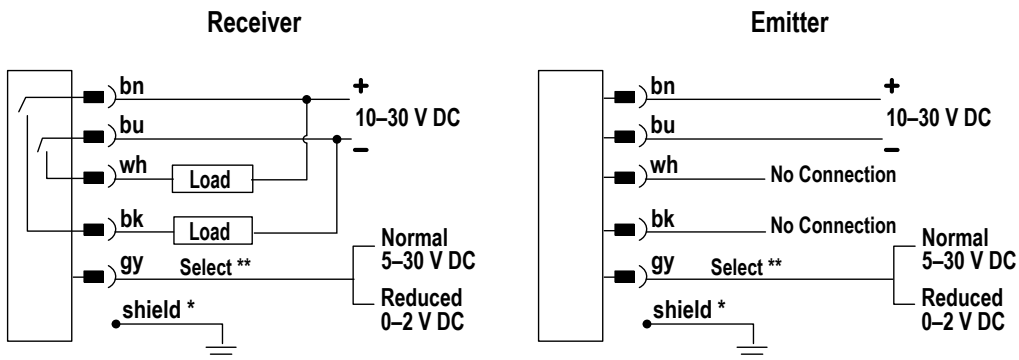 Receiver
bn
+
10–30 V DC
bu
–
wh
Load
bk
Load
Normal
5–30 V DC
gy
Select **
Reduced
0–2 V DC
shield *
Emitter
bn
+
10–30 V DC
bu
–
wh
No Connection
bk
No Connection
Normal
5–30 V DC
gy
Select **
Reduced
0–2 V DC
shield *